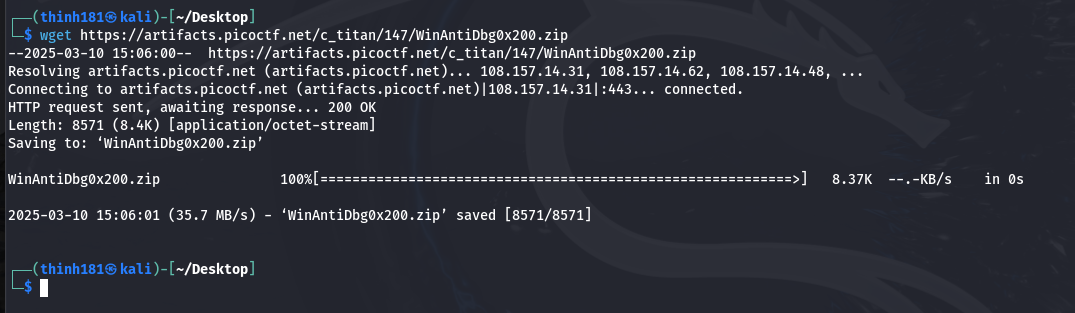 ┌──(thinh181㉿kali)-[~/Desktop]
└─$ wget https://artifacts.picoctf.net/c_titan/147/WinAntiDbg0x200.zip
--2025-03-10 15:06:00--  https://artifacts.picoctf.net/c_titan/147/WinAntiDbg0x200.zip
Resolving artifacts.picoctf.net (artifacts.picoctf.net)... 108.157.14.31, 108.157.14.62, 108.157.14.48, ...
Connecting to artifacts.picoctf.net (artifacts.picoctf.net)|108.157.14.31|:443... connected.
HTTP request sent, awaiting response... 200 OK
Length: 8571 (8.4K) [application/octet-stream]
Saving to: ‘WinAntiDbg0x200.zip’
WinAntiDbg0x200.zip 100%[===========================================================>] 8.37K --.-KB/s in 0s
2025-03-10 15:06:01 (35.7 MB/s) - ‘WinAntiDbg0x200.zip’ saved [8571/8571]
┌──(thinh181㉿kali)-[~/Desktop]
└─$